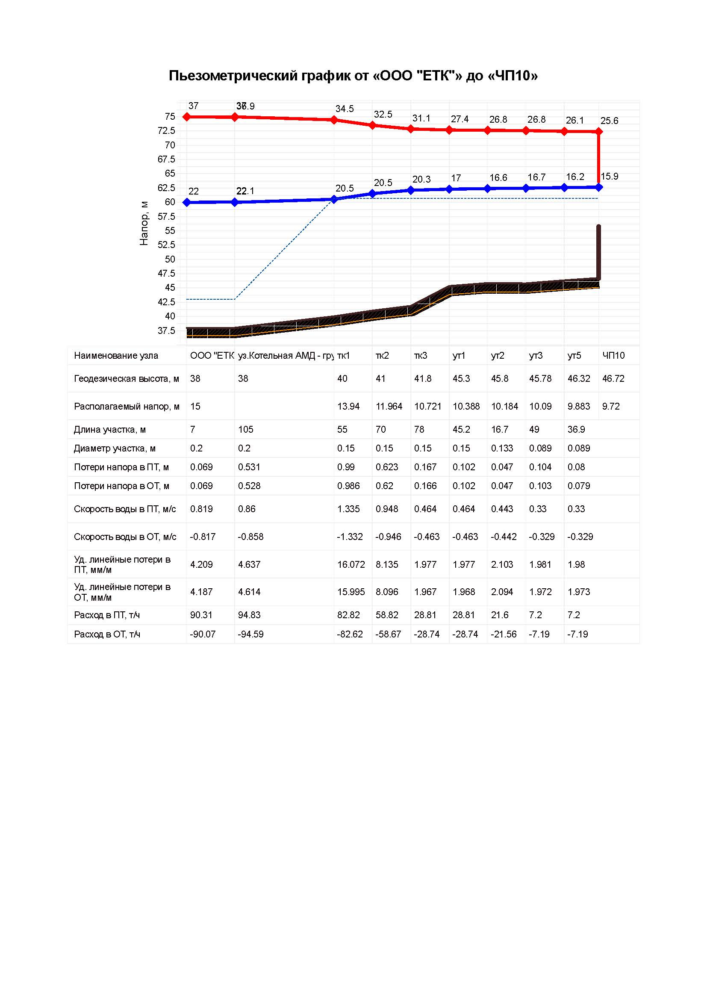 Пьезометрический график от «ООО "ЕТК"» до «ЧП10»
37 37 36.9 34.5 32.5 31.1 27.4 26.8 26.8 26.1 25.6
22 22 22.1 20.5 20.5 20.3 17 16.6 16.7 16.2 15.9
Напор, м
75
72.5
70
67.5
65
62.5
60
57.5
55
52.5
50
47.5
45
42.5
40
37.5
Наименование узла ООО "ЕТК уз.Котельная АМД - гру тк1 тк2 тк3 ут1 ут2 ут3 ут5 ЧП10
Геодезическая высота, м 38 38 40 41 41.8 45.3 45.8 45.78 46.32 46.72
Располагаемый напор, м 15 13.94 11.964 10.721 10.388 10.184 10.09 9.883 9.72
Длина участка, м 7 105 55 70 78 45.2 16.7 49 36.9
Диаметр участка, м 0.2 0.2 0.15 0.15 0.15 0.15 0.133 0.089 0.089
Потери напора в ПТ, м 0.069 0.531 0.99 0.623 0.167 0.102 0.047 0.104 0.08
Потери напора в ОТ, м 0.069 0.528 0.986 0.62 0.166 0.102 0.047 0.103 0.079
Скорость воды в ПТ, м/с 0.819 0.86 1.335 0.948 0.464 0.464 0.443 0.33 0.33
Скорость воды в ОТ, м/с -0.817 -0.858 -1.332 -0.946 -0.463 -0.463 -0.442 -0.329 -0.329
Уд. линейные потери в
ПТ, мм/м 4.209 4.637 16.072 8.135 1.977 1.977 2.103 1.981 1.98
Уд. линейные потери в
ОТ, мм/м 4.187 4.614 15.995 8.096 1.967 1.968 2.094 1.972 1.973
Расход в ПТ, т/ч 90.31 94.83 82.82 58.82 28.81 28.81 21.6 7.2 7.2
Расход в ОТ, т/ч -90.07 -94.59 -82.62 -58.67 -28.74 -28.74 -21.56 -7.19 -7.19